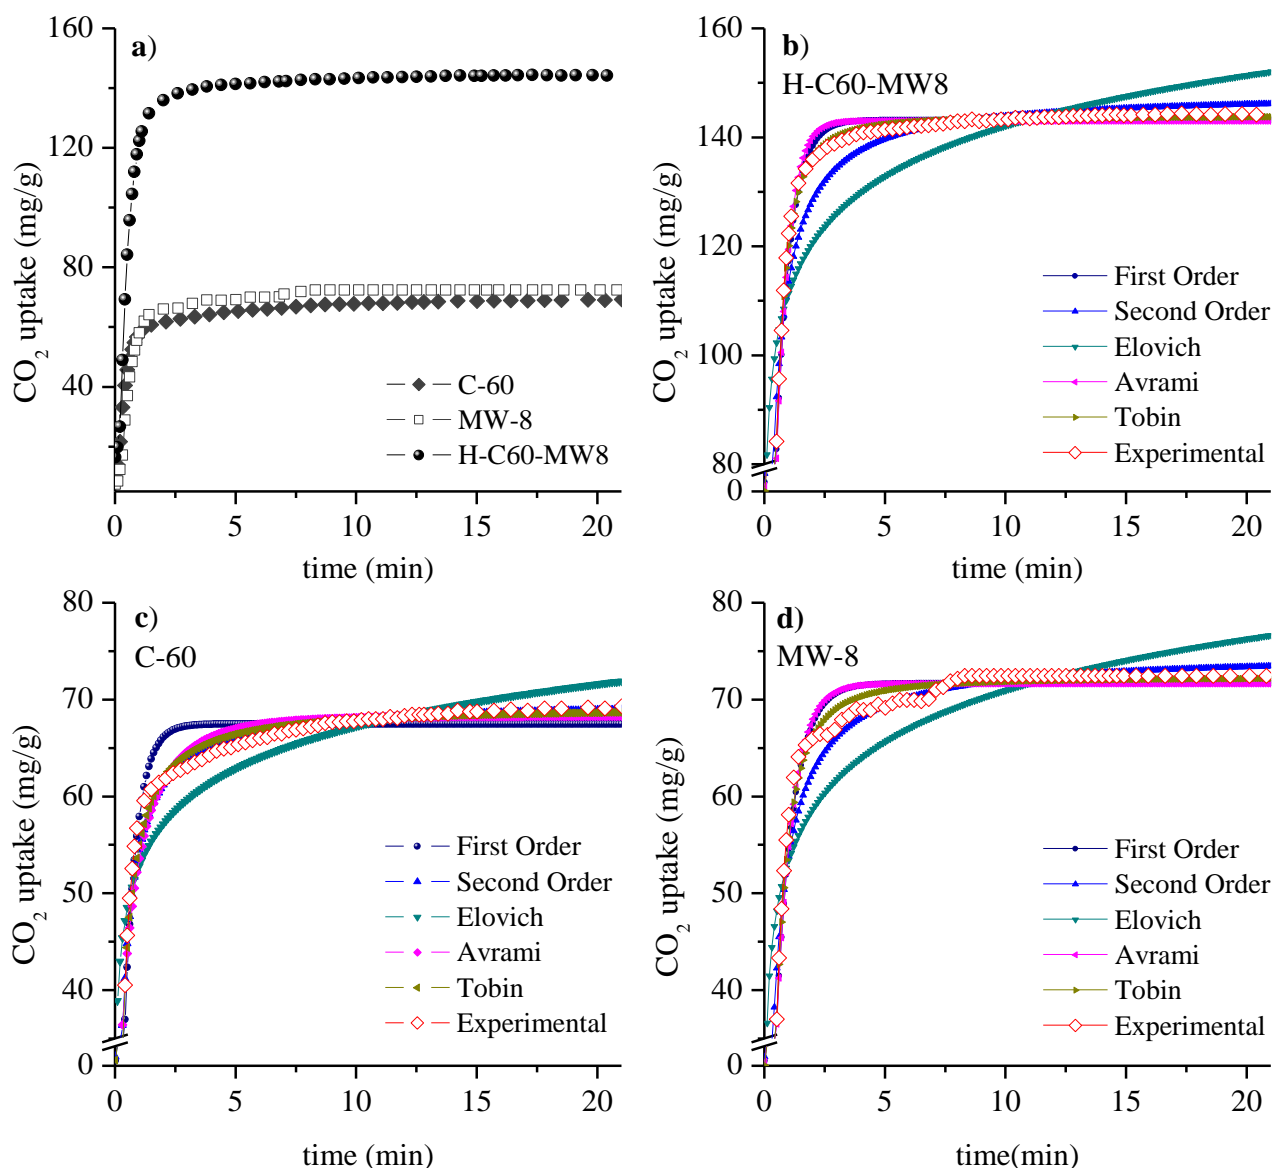 a)
160
120
80
40
CO2 uptake (mg/g)
C-60
MW-8
H-C60-MW8
0 5 10 15 20
time (min)
b)
H-C60-MW8
160
140
120
100
80
0
CO2 uptake (mg/g)
First Order
Second Order
Elovich
Avrami
Tobin
Experimental
0 5 10 15 20
time (min)
c)
C-60
80
70
60
50
40
0
CO2 uptake (mg/g)
First Order
Second Order
Elovich
Avrami
Tobin
Experimental
0 5 10 15 20
time (min)
d)
MW-8
80
70
60
50
40
0
CO2 uptake (mg/g)
First Order
Second Order
Elovich
Avrami
Tobin
Experimental
0 5 10 15 20
time(min)